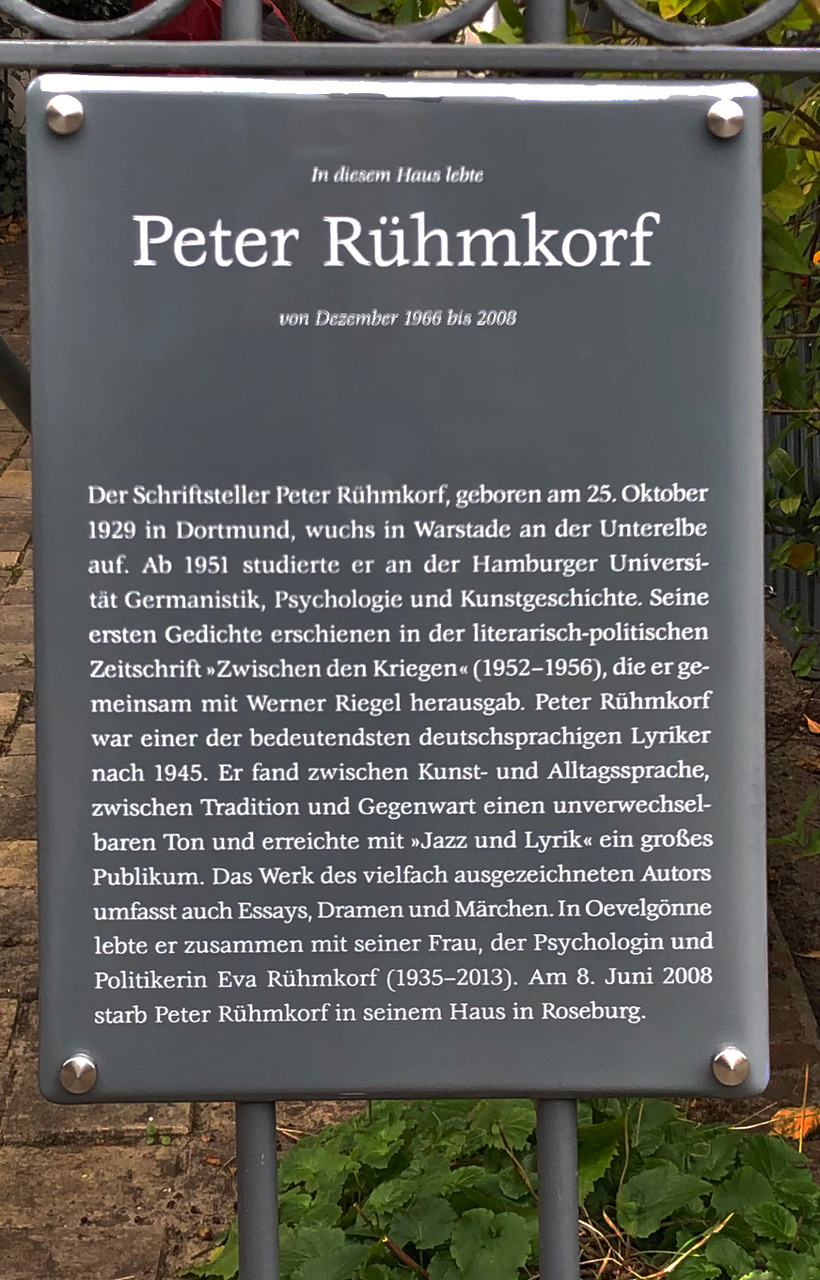 In diesem Haus lebte
Peter Rühmkorf
von Dezember 1966 bis 2008
Der Schriftsteller Peter Rühmkorf, geboren am 25. Oktober
1929 in Dortmund, wuchs in Warstade an der Unterelbe
auf. Ab 1951 studierte er an der Hamburger Universi-
tät Germanistik, Psychologie und Kunstgeschichte. Seine
ersten Gedichte erschienen in der literarisch-politischen
Zeitschrift »Zwischen den Kriegen« (1952–1956), die er ge-
meinsam mit Werner Riegel herausgab. Peter Rühmkorf
war einer der bedeutendsten deutschsprachigen Lyriker
nach 1945. Er fand zwischen Kunst- und Alltagssprache,
zwischen Tradition und Gegenwart einen unverwechsel-
baren Ton und erreichte mit »Jazz und Lyrik« ein großes
Publikum. Das Werk des vielfach ausgezeichneten Autors
umfasst auch Essays, Dramen und Märchen. In Oevelgönne
lebte er zusammen mit seiner Frau, der Psychologin und
Politikerin Eva Rühmkorf (1935–2013). Am 8. Juni 2008
starb Peter Rühmkorf in seinem Haus in Roseburg.